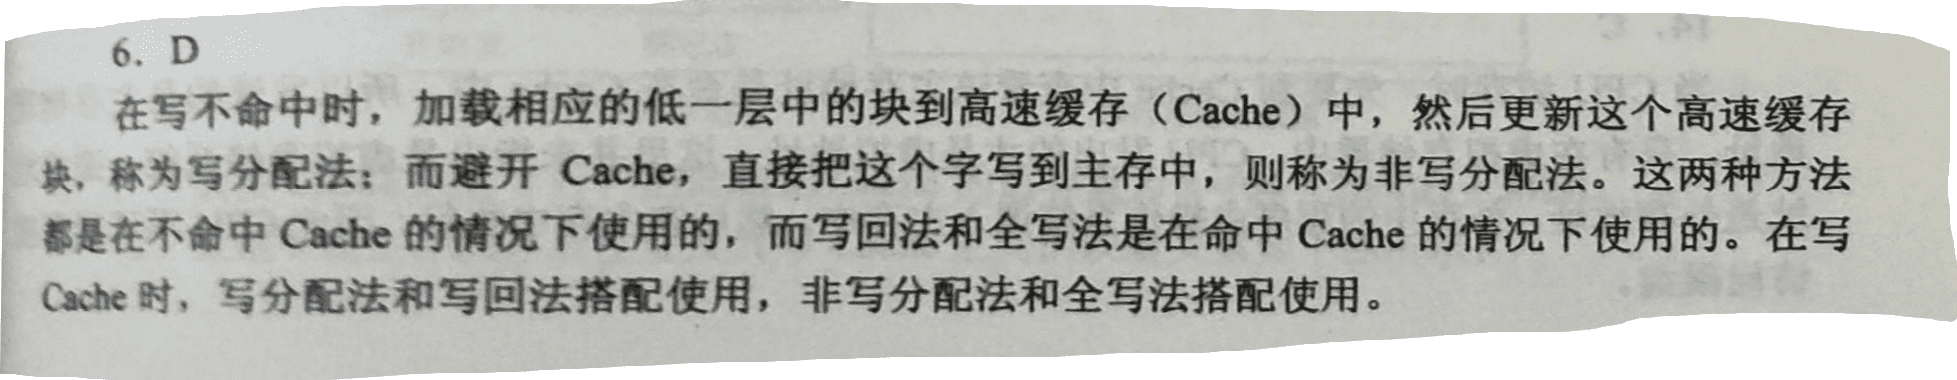 6. D
在写不命中时，加载相应的低一层中的块到高速缓存（Cache）中，然后更新这个高速缓存
块，称为写分配法；而避开 Cache，直接把这个字写到主存中，则称为非写分配法。这两种方法
都是在不命中 Cache 的情况下使用的，而写回法和全写法是在命中 Cache 的情况下使用的。在写
Cache 时，写分配法和写回法搭配使用，非写分配法和全写法搭配使用。